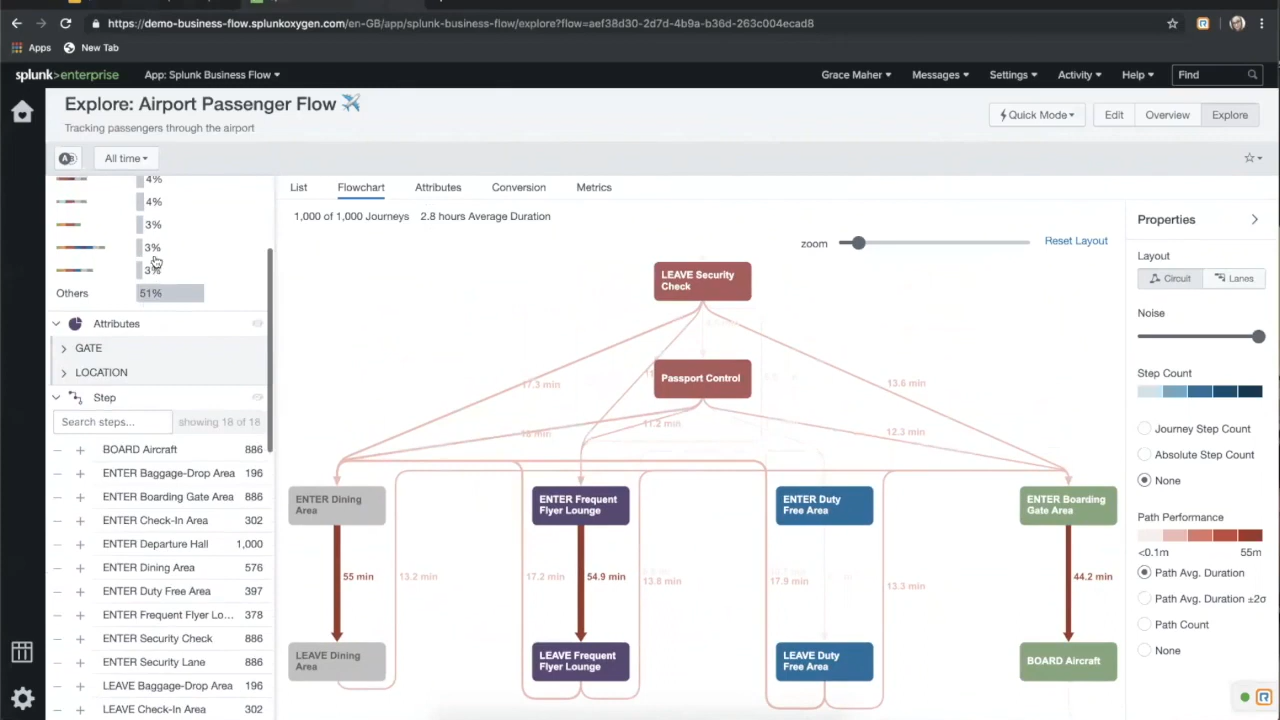 https://demo-business-flow.splunkoxygen.com/en-GB/app/splunk-business-flow/explore?flow=aef38d30-2d7d-4b9a-b36d-263c004ecad8
Apps New Tab
splunk>enterprise App: Splunk Business Flow Grace Maher Messages Settings Activity Help Find
Explore: Airport Passenger Flow
Tracking passengers through the airport
Quick Mode Edit Overview Explore
All time
4%
4%
3%
3%
3%
Others 51%
Attributes
GATE
LOCATION
Step
Search steps... showing 18 of 18
BOARD Aircraft 886
ENTER Baggage-Drop Area 196
ENTER Boarding Gate Area 886
ENTER Check-In Area 302
ENTER Departure Hall 1,000
ENTER Dining Area 576
ENTER Duty Free Area 397
ENTER Frequent Flyer Lo... 378
ENTER Security Check 886
ENTER Security Lane 886
LEAVE Baggage-Drop Area 196
LEAVE Check-In Area 302
List Flowchart Attributes Conversion Metrics
1,000 of 1,000 Journeys 2.8 hours Average Duration
zoom Reset Layout
LEAVE Security
Check
Passport Control
17.3 min
13.6 min
18 min
11.2 min
12.3 min
ENTER Dining
Area
ENTER Frequent
Flyer Lounge
ENTER Duty
Free Area
ENTER Boarding
Gate Area
55 min
13.2 min
17.2 min
54.9 min
13.8 min
17.9 min
13.3 min
44.2 min
LEAVE Dining
Area
LEAVE Frequent
Flyer Lounge
LEAVE Duty
Free Area
BOARD Aircraft
Properties
Layout
Circuit Lanes
Noise
Step Count
Journey Step Count
Absolute Step Count
None
Path Performance
<0.1m 55m
Path Avg. Duration
Path Avg. Duration ±2σ
Path Count
None